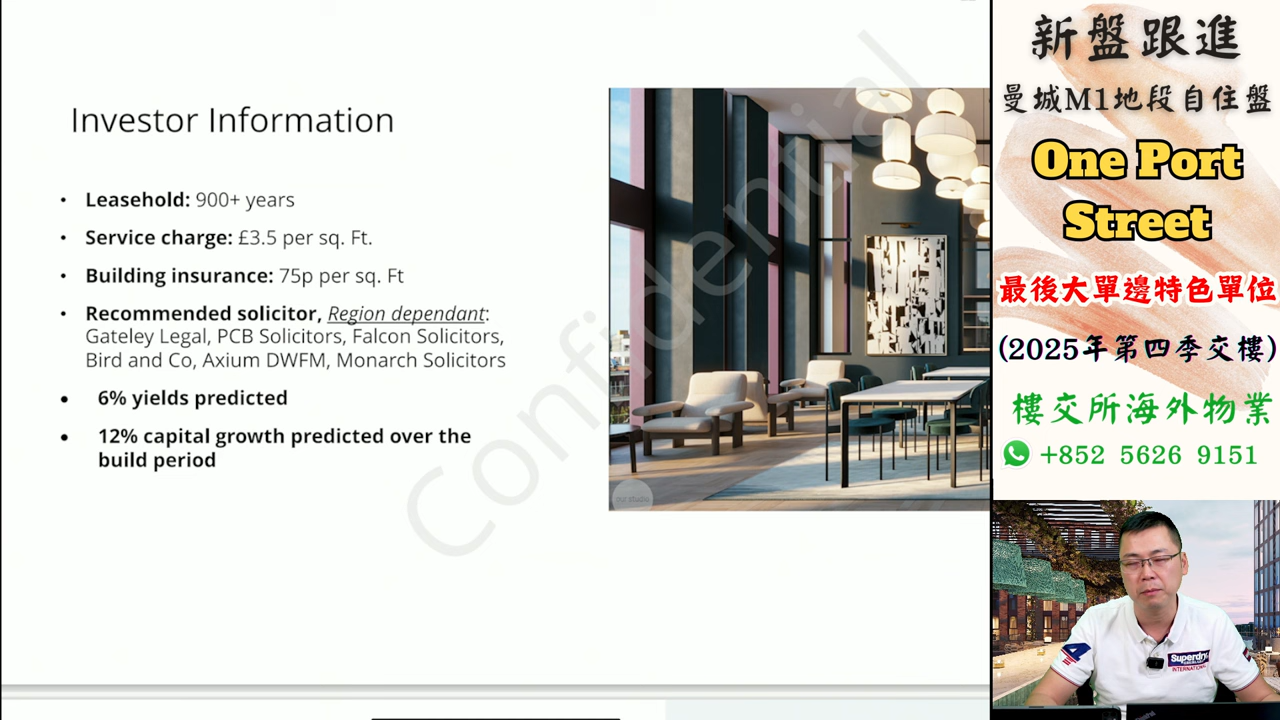 Investor Information
• Leasehold: 900+ years
• Service charge: £3.5 per sq. Ft.
• Building insurance: 75p per sq. Ft
• Recommended solicitor, Region dependant:
Gateley Legal, PCB Solicitors, Falcon Solicitors,
Bird and Co, Axium DWFM, Monarch Solicitors
• 6% yields predicted
• 12% capital growth predicted over the
build period
Confidential
our studio
新盤跟進
曼城M1地段自住盤
One Port
Street
最後大單邊特色單位
(2025年第四季交樓)
樓交所海外物業
+852 5626 9151
Superdry
INTERNATIONAL